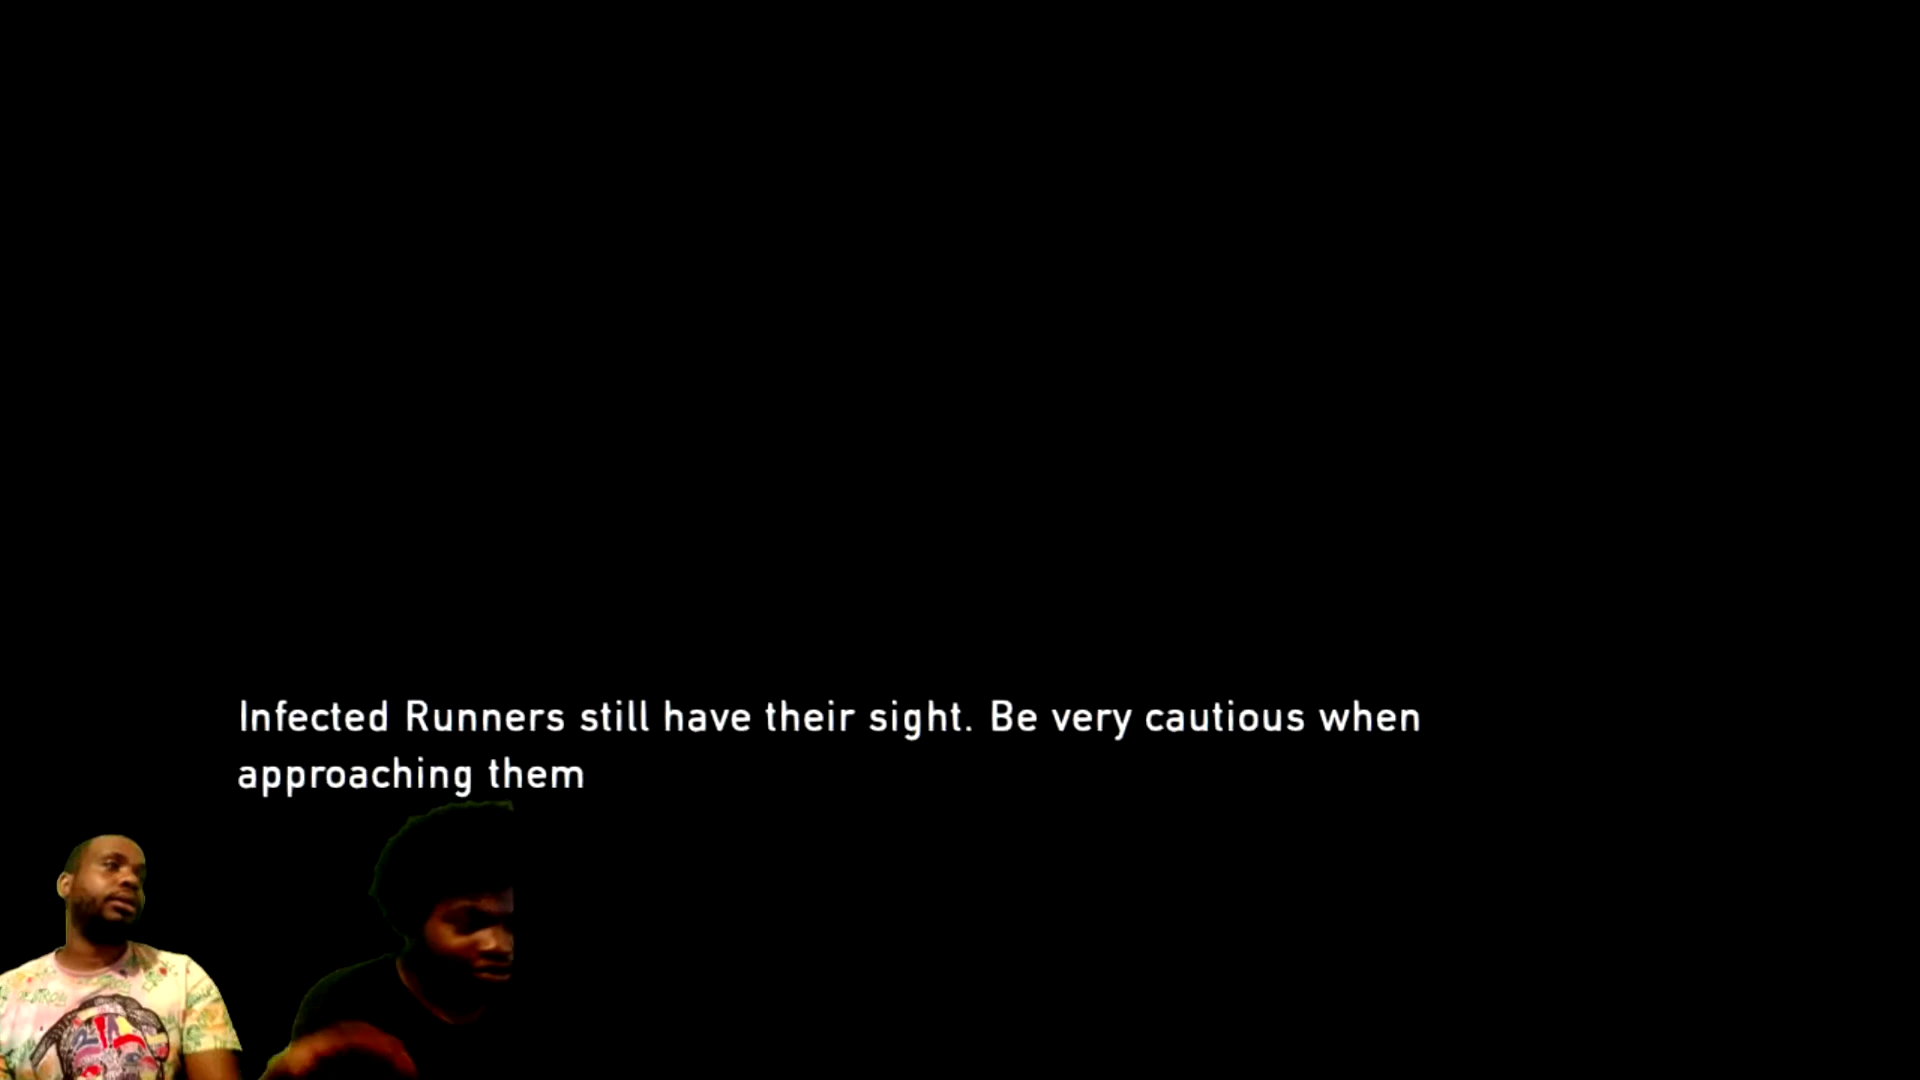 Infected Runners still have their sight. Be very cautious when
approaching them